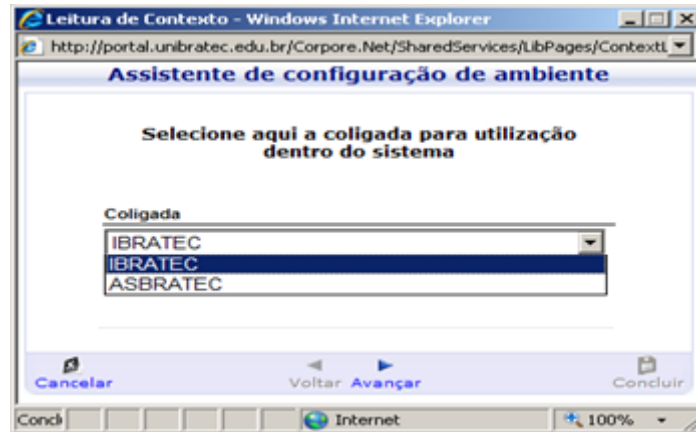 Leitura de Contexto - Windows Internet Explorer
http://portal.unibratec.edu.br/Corpore.Net/SharedServices/LibPages/ContextL
Assistente de configuração de ambiente
Selecione aqui a coligada para utilização
dentro do sistema
Coligada
IBRATEC
IBRATEC
ASBRATEC
Cancelar
Voltar Avançar
Concluir
Conclu Internet 100%